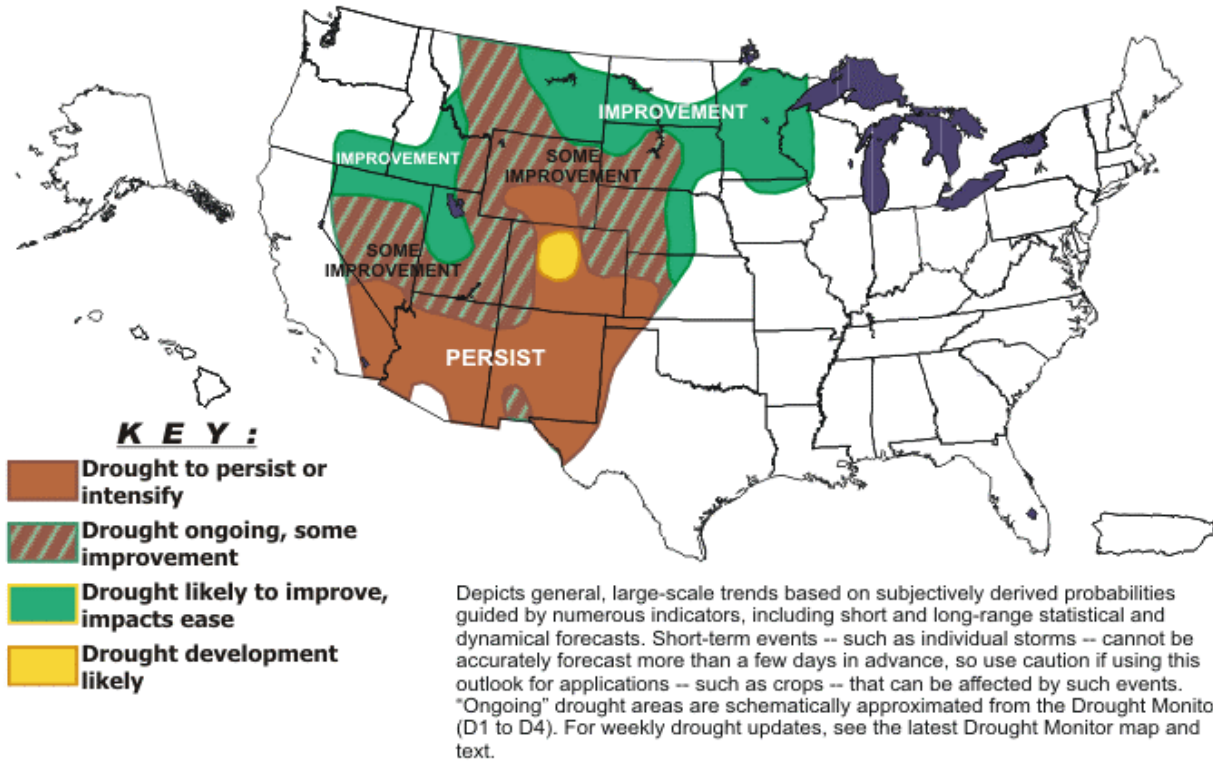 IMPROVEMENT
IMPROVEMENT
SOME
IMPROVEMENT
SOME
IMPROVEMENT
PERSIST
K E Y :
Drought to persist or
intensify
Drought ongoing, some
improvement
Drought likely to improve,
impacts ease
Drought development
likely
Depicts general, large-scale trends based on subjectively derived probabilities
guided by numerous indicators, including short and long-range statistical and
dynamical forecasts. Short-term events -- such as individual storms -- cannot be
accurately forecast more than a few days in advance, so use caution if using this
outlook for applications -- such as crops -- that can be affected by such events.
"Ongoing" drought areas are schematically approximated from the Drought Monito
(D1 to D4). For weekly drought updates, see the latest Drought Monitor map and
text.